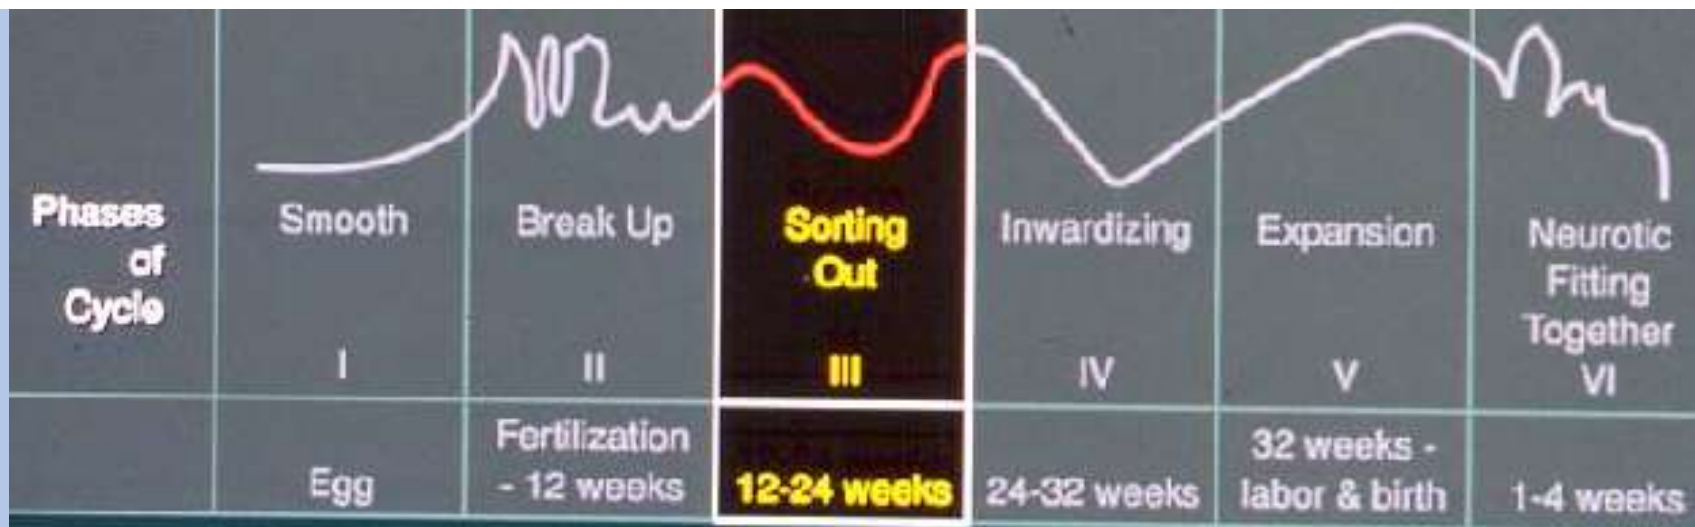 Phases
of
Cycle
Smooth
I
Break Up
II
Sorting
Out
III
Inwardizing
IV
Expansion
V
Neurotic
Fitting
Together
VI
Egg
Fertilization
- 12 weeks
12-24 weeks
24-32 weeks
32 weeks -
labor & birth
1-4 weeks